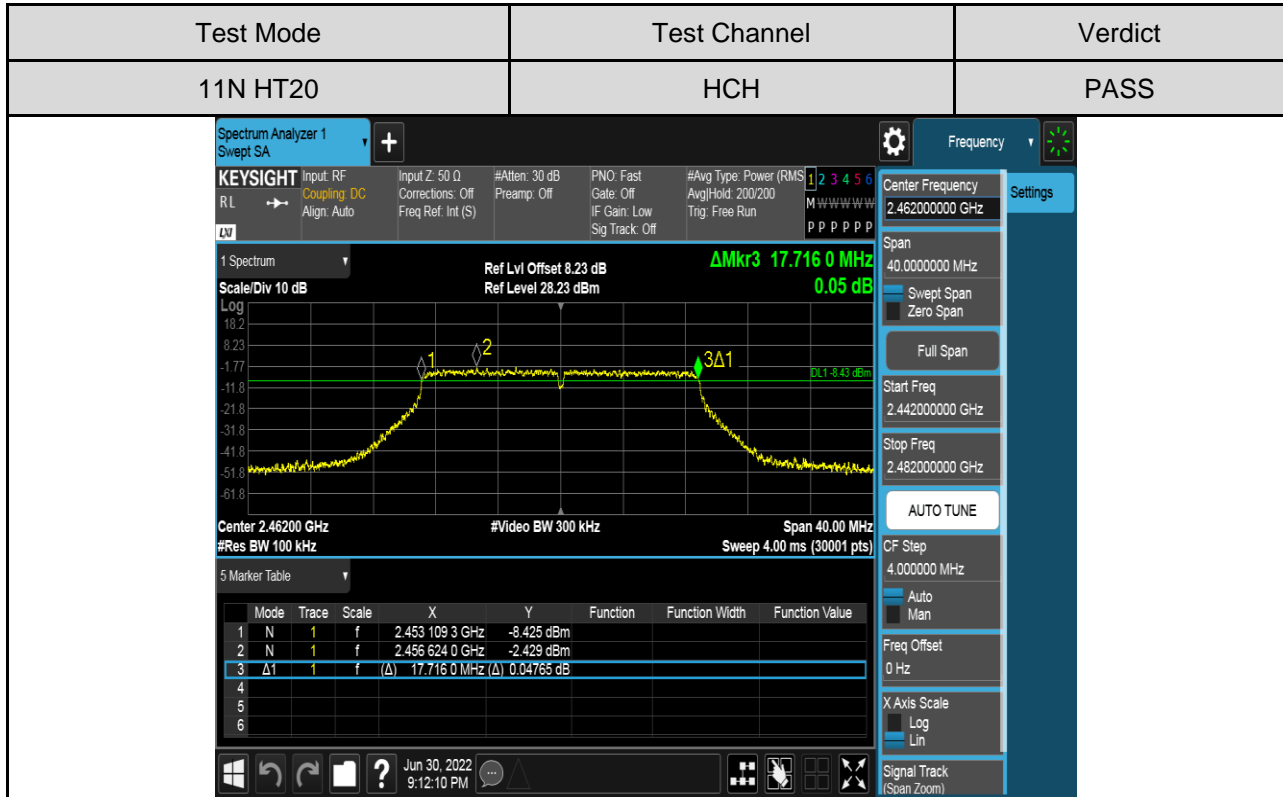 Test Mode Test Channel Verdict
11N HT20 HCH PASS
Spectrum Analyzer 1
Swept SA
+
Frequency
KEYSIGHT Input: RF Input Z: 50 Ω #Atten: 30 dB PNO: Fast #Avg Type: Power (RMS 1 2 3 4 5 6
RL Coupling: DC Corrections: Off Preamp: Off Gate: Off Avg|Hold: 200/200 M W W W W W
Align: Auto Freq Ref: Int (S) IF Gain: Low Trig: Free Run
LXI Sig Track: Off P P P P P P
1 Spectrum
Ref Lvl Offset 8.23 dB ΔMkr3 17.716 0 MHz
Scale/Div 10 dB Ref Level 28.23 dBm 0.05 dB
Log
18.2
8.23
-1.77
-11.8
-21.8
-31.8
-41.8
-51.8
-61.8
1
2
3Δ1
DL1 -8.43 dBm
Center 2.46200 GHz #Video BW 300 kHz Span 40.00 MHz
#Res BW 100 kHz Sweep 4.00 ms (30001 pts)
5 Marker Table
Mode Trace Scale X Y Function Function Width Function Value
1 N 1 f 2.453 109 3 GHz -8.425 dBm
2 N 1 f 2.456 624 0 GHz -2.429 dBm
3 Δ1 1 f (Δ) 17.716 0 MHz (Δ) 0.04765 dB
4
5
6
? Jun 30, 2022
9:12:10 PM
Center Frequency
2.462000000 GHz
Settings
Span
40.0000000 MHz
Swept Span
Zero Span
Full Span
Start Freq
2.442000000 GHz
Stop Freq
2.482000000 GHz
AUTO TUNE
CF Step
4.000000 MHz
Auto
Man
Freq Offset
0 Hz
X Axis Scale
Log
Lin
Signal Track
(Span Zoom)